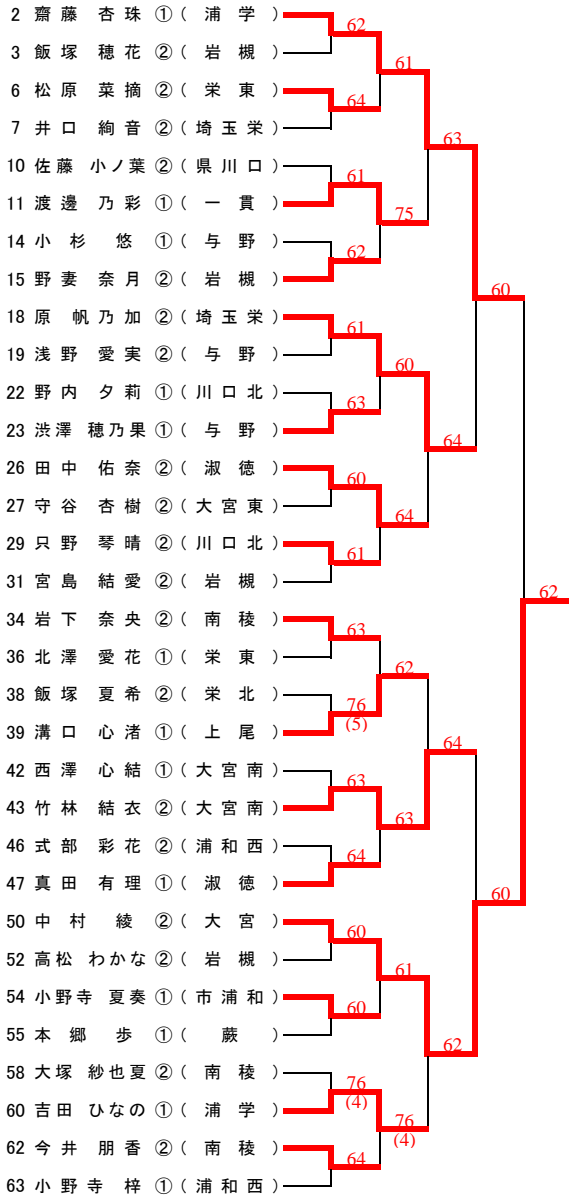 2 齋藤 杏珠 ①( 浦学 )
62
3 飯塚 穂花 ②( 岩槻 )
61
6 松原 菜摘 ②( 栄東 )
64
7 井口 絢音 ②( 埼玉栄 )
63
10 佐藤 小ノ葉 ②( 県川口 )
61
11 渡邊 乃彩 ①( 一貫 )
75
14 小杉 悠 ①( 与野 )
62
15 野妻 奈月 ②( 岩槻 )
60
18 原 帆乃加 ②( 埼玉栄 )
61
19 浅野 愛実 ②( 与野 )
60
22 野内 夕莉 ①( 川口北 )
63
23 渋澤 穂乃果 ①( 与野 )
64
26 田中 佑奈 ②( 淑徳 )
60
27 守谷 杏樹 ②( 大宮東 )
64
29 只野 琴晴 ②( 川口北 )
61
31 宮島 結愛 ②( 岩槻 )
62
34 岩下 奈央 ②( 南稜 )
63
36 北澤 愛花 ①( 栄東 )
62
38 飯塚 夏希 ②( 栄北 )
76
(5)
39 溝口 心渚 ①( 上尾 )
64
42 西澤 心結 ①( 大宮南 )
63
43 竹林 結衣 ②( 大宮南 )
63
46 式部 彩花 ②( 浦和西 )
64
47 真田 有理 ①( 淑徳 )
60
50 中村 綾 ②( 大宮 )
60
52 高松 わかな ②( 岩槻 )
61
54 小野寺 夏奏 ①( 市浦和 )
60
55 本郷 歩 ①( 蕨 )
62
58 大塚 紗也夏 ②( 南稜 )
76
(4)
60 吉田 ひなの ①( 浦学 )
76
(4)
62 今井 朋香 ②( 南稜 )
64
63 小野寺 梓 ①( 浦和西 )